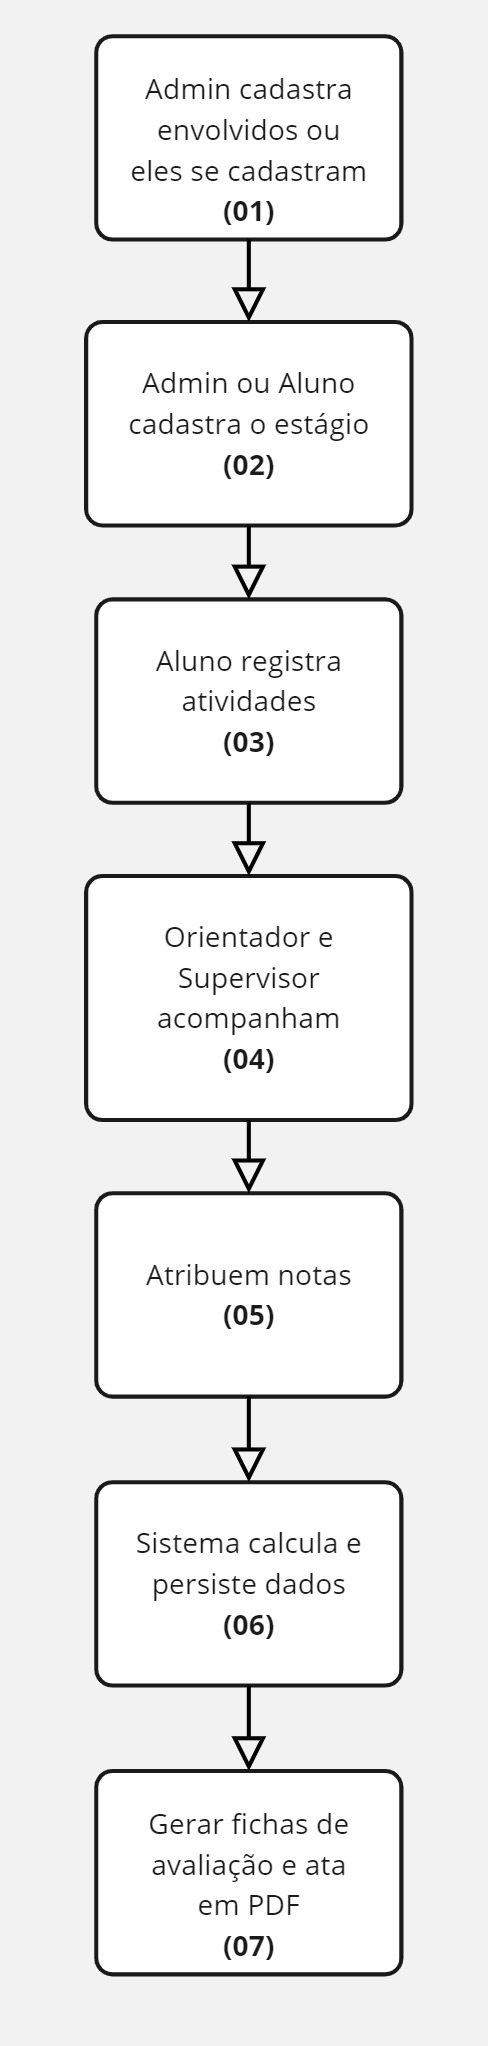 Admin cadastra
envolvidos ou
eles se cadastram
(01)
Admin ou Aluno
cadastra o estágio
(02)
Aluno registra
atividades
(03)
Orientador e
Supervisor
acompanham
(04)
Atribuem notas
(05)
Sistema calcula e
persiste dados
(06)
Gerar fichas de
avaliação e ata
em PDF
(07)